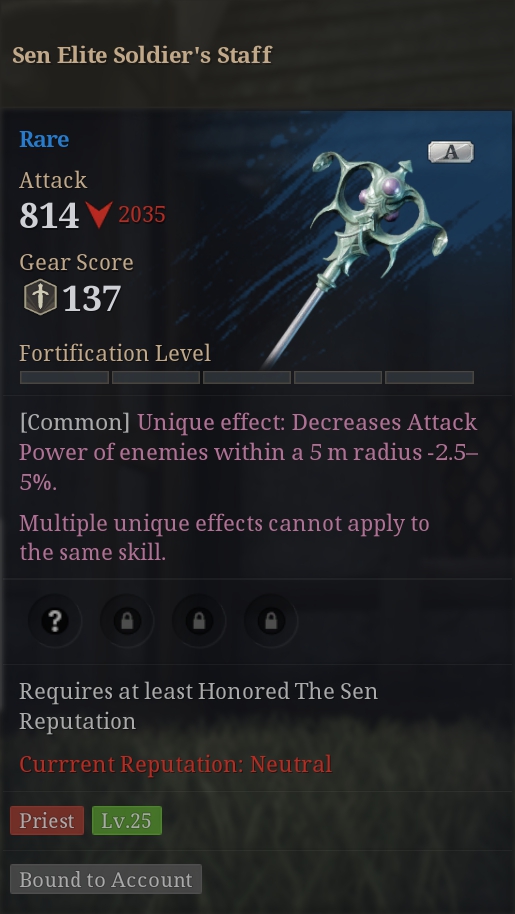 Sen Elite Soldier's Staff
Rare
A
Attack
814 2035
Gear Score
137
Fortification Level
[Common] Unique effect: Decreases Attack
Power of enemies within a 5 m radius -2.5–
5%.
Multiple unique effects cannot apply to
the same skill.
?
Requires at least Honored The Sen
Reputation
Currrent Reputation: Neutral
Priest Lv.25
Bound to Account